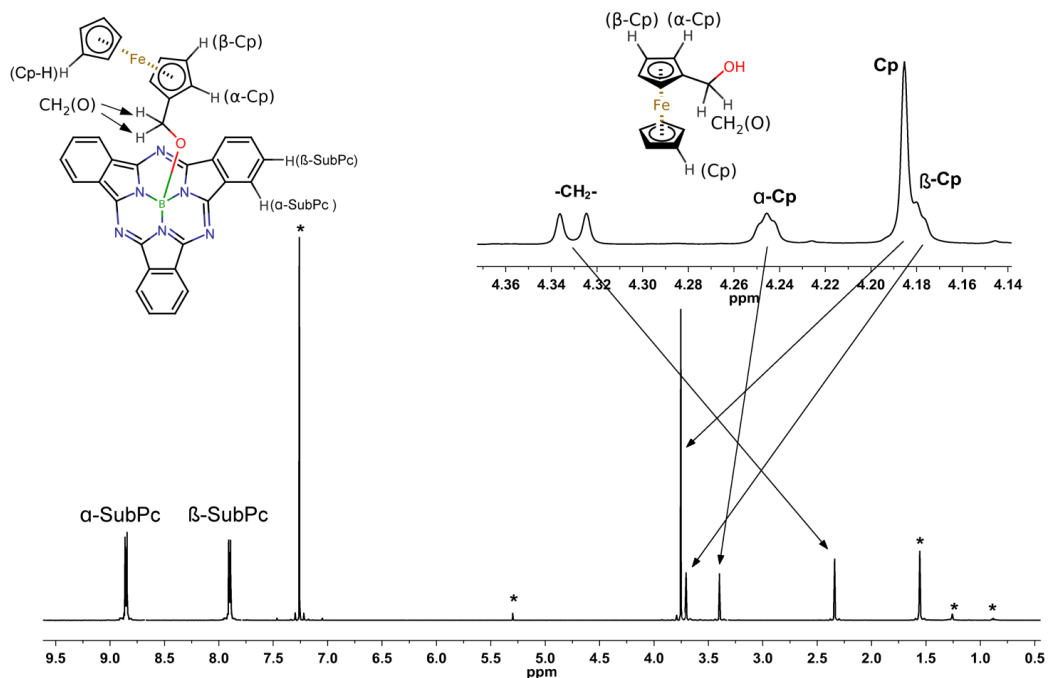 H (β-Cp)
Fe
(Cp-H)H
H (α-Cp)
CH₂(O)
H
H
O
N
N
B
N
N
N
N
H(ß-SubPc)
H(α-SubPc )
(β-Cp) (α-Cp)
H H
OH
Fe
H H
CH₂(O)
H (Cp)
Cp
ß-Cp
α-Cp
-CH₂-
4.36 4.34 4.32 4.30 4.28 4.26 4.24 4.22 4.20 4.18 4.16 4.14
ppm
*
α-SubPc
ß-SubPc
*
*
*
*
9.5 9.0 8.5 8.0 7.5 7.0 6.5 6.0 5.5 5.0 4.5 4.0 3.5 3.0 2.5 2.0 1.5 1.0 0.5
ppm